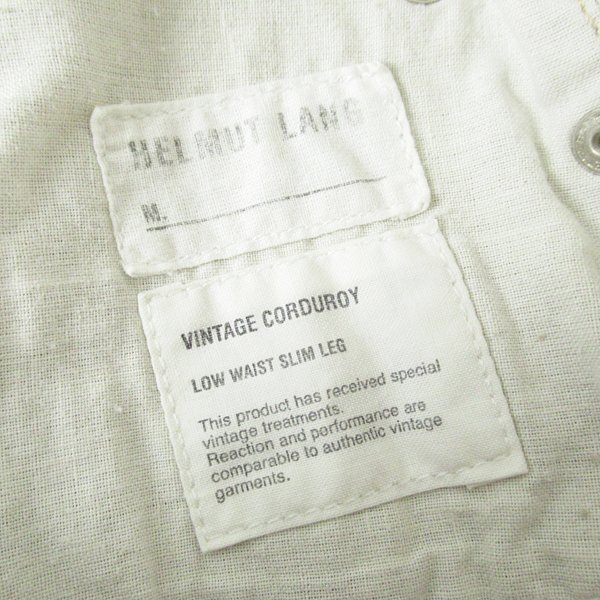 HELMUT LANG
M.
VINTAGE CORDUROY
LOW WAIST SLIM LEG
This product has received special
vintage treatments.
Reaction and performance are
comparable to authentic vintage
garments.